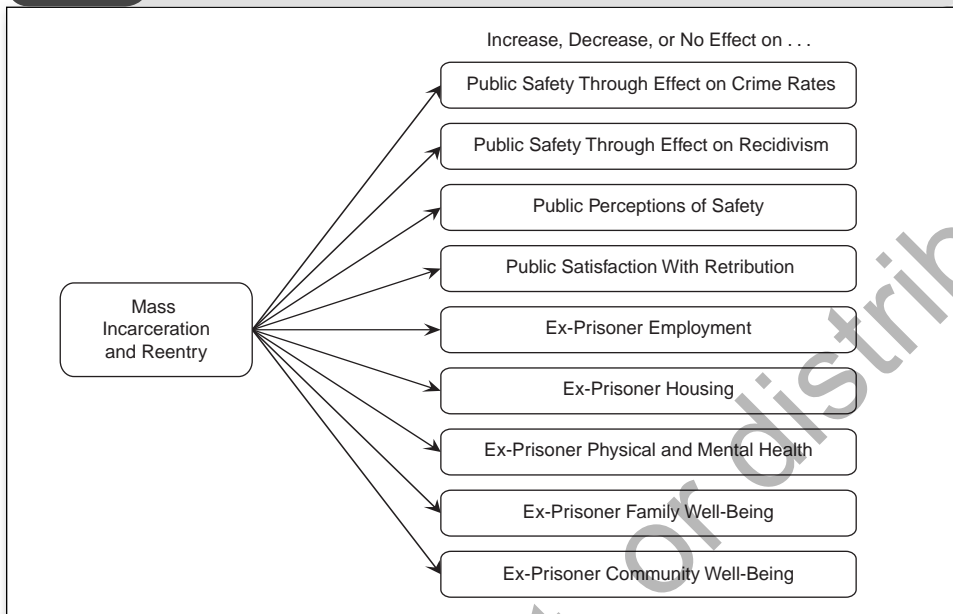 Increase, Decrease, or No Effect on . . .
Public Safety Through Effect on Crime Rates
Public Safety Through Effect on Recidivism
Public Perceptions of Safety
Public Satisfaction With Retribution
Mass
Incarceration
and Reentry
Ex-Prisoner Employment
Ex-Prisoner Housing
Ex-Prisoner Physical and Mental Health
Ex-Prisoner Family Well-Being
Ex-Prisoner Community Well-Being
or distrib